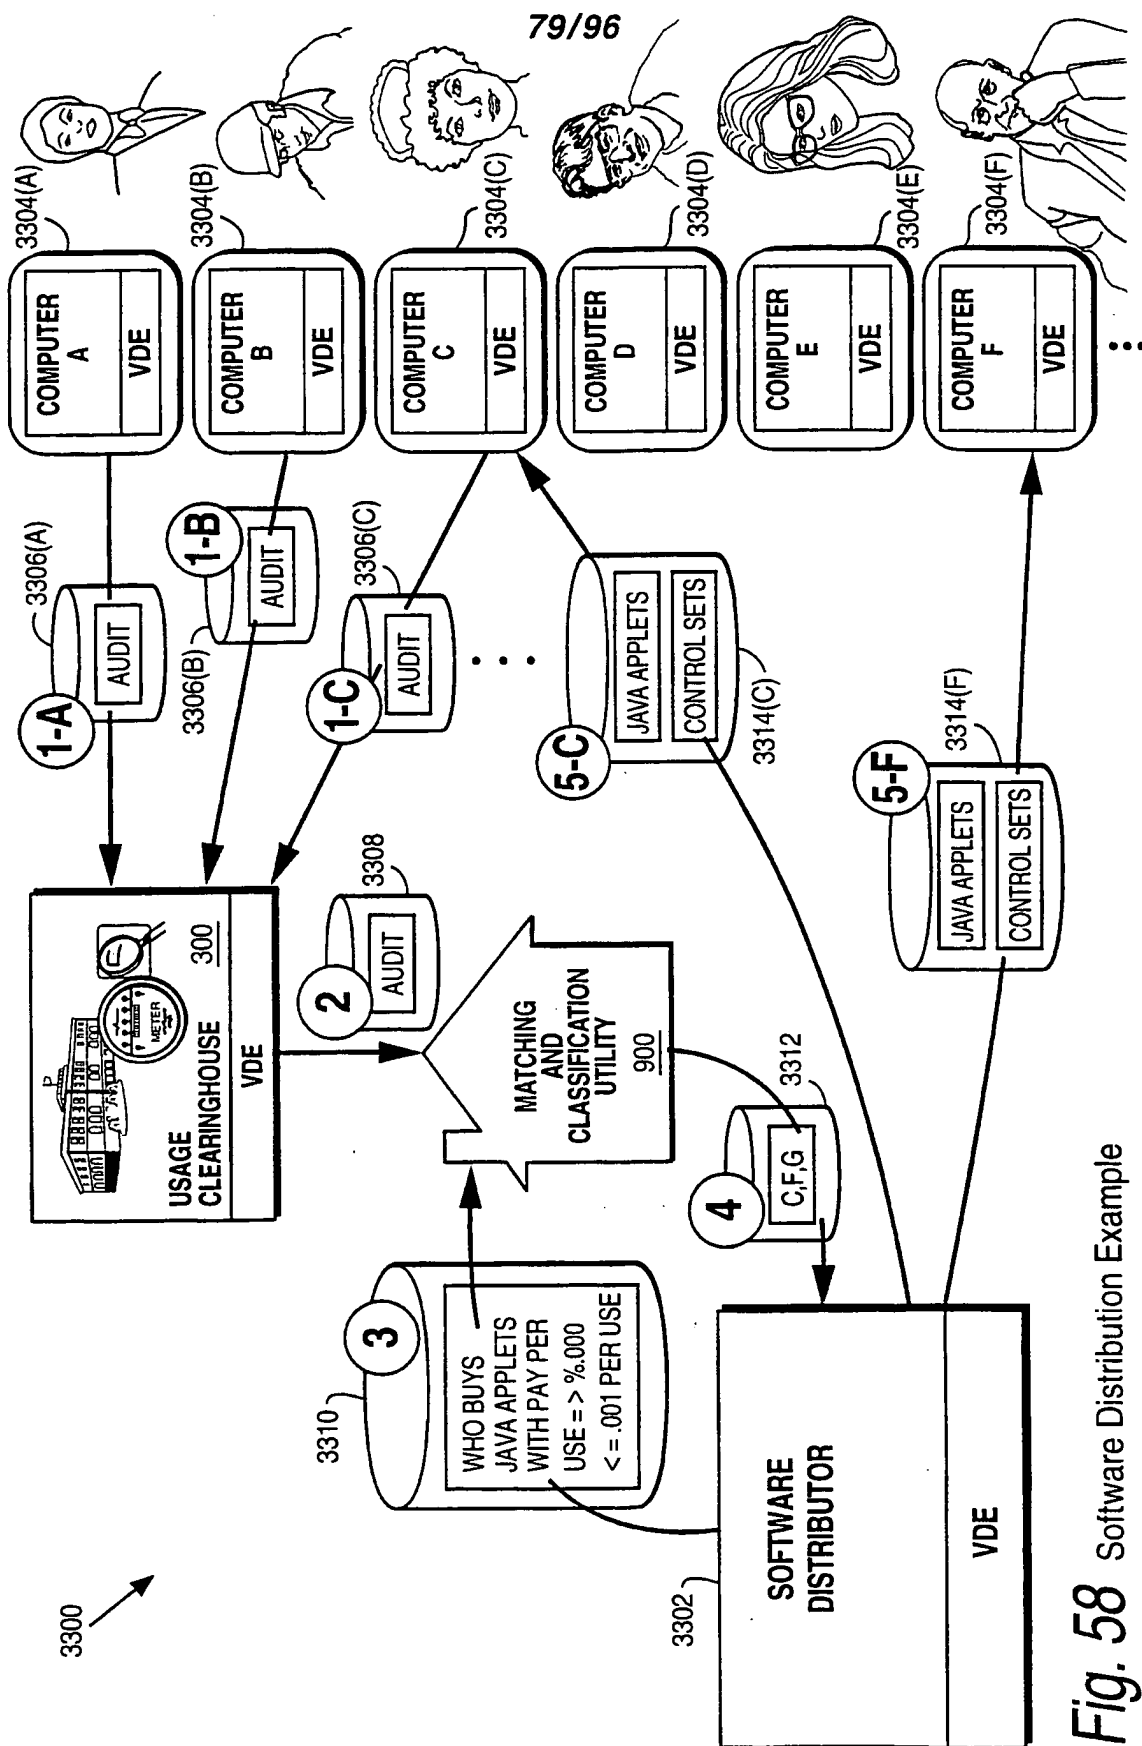 79/96
3300
USAGE
CLEARINGHOUSE
300
METER
VDE
1-A
3306(A)
AUDIT
COMPUTER
A
VDE
3304(A)
3306(B)
1-B
AUDIT
COMPUTER
B
VDE
3304(B)
1-C
3306(C)
AUDIT
COMPUTER
C
VDE
3304(C)
COMPUTER
D
VDE
3304(D)
COMPUTER
E
VDE
3304(E)
COMPUTER
F
VDE
3304(F)
2
3308
AUDIT
MATCHING
AND
CLASSIFICATION
UTILITY
900
3310
3
WHO BUYS
JAVA APPLETS
WITH PAY PER
USE = > %.000
< = .001 PER USE
4
3312
C,F,G
5-C
JAVA APPLETS
CONTROL SETS
3314(C)
5-F
3314(F)
JAVA APPLETS
CONTROL SETS
3302
SOFTWARE
DISTRIBUTOR
VDE
Fig. 58 Software Distribution Example